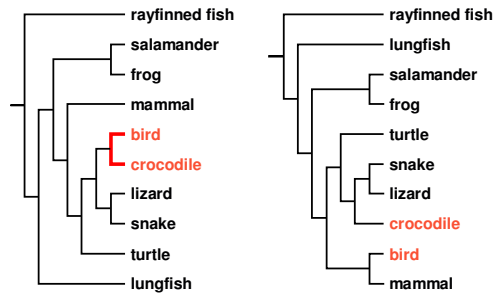 rayfinned fish
salamander
frog
mammal
bird
crocodile
lizard
snake
turtle
lungfish
rayfinned fish
lungfish
salamander
frog
turtle
snake
lizard
crocodile
bird
mammal